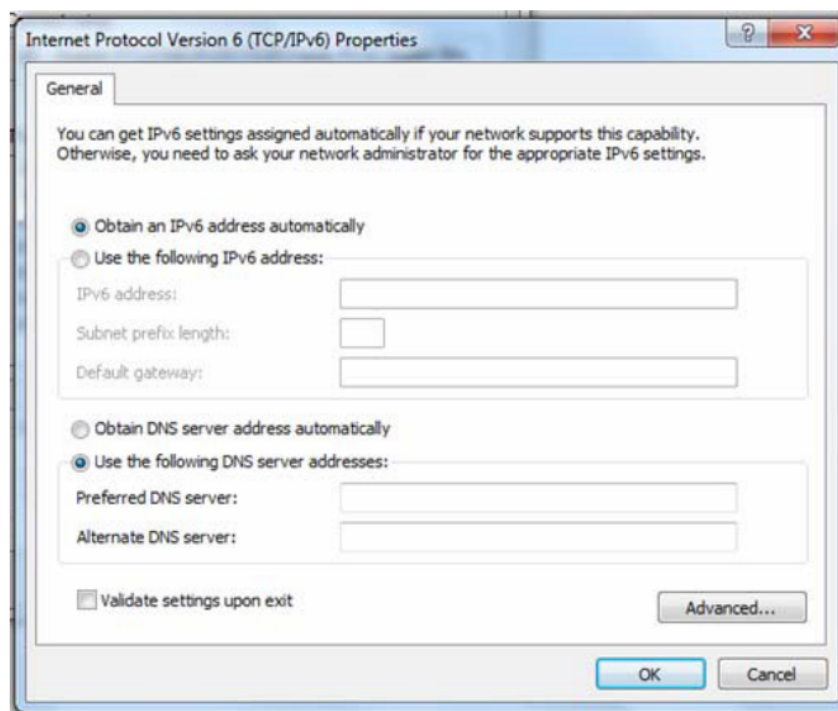 Internet Protocol Version 6 (TCP/IPv6) Properties
General
You can get IPv6 settings assigned automatically if your network supports this capability.
Otherwise, you need to ask your network administrator for the appropriate IPv6 settings.
Obtain an IPv6 address automatically
Use the following IPv6 address:
IPv6 address:
Subnet prefix length:
Default gateway:
Obtain DNS server address automatically
Use the following DNS server addresses:
Preferred DNS server:
Alternate DNS server:
Validate settings upon exit
Advanced...
OK Cancel